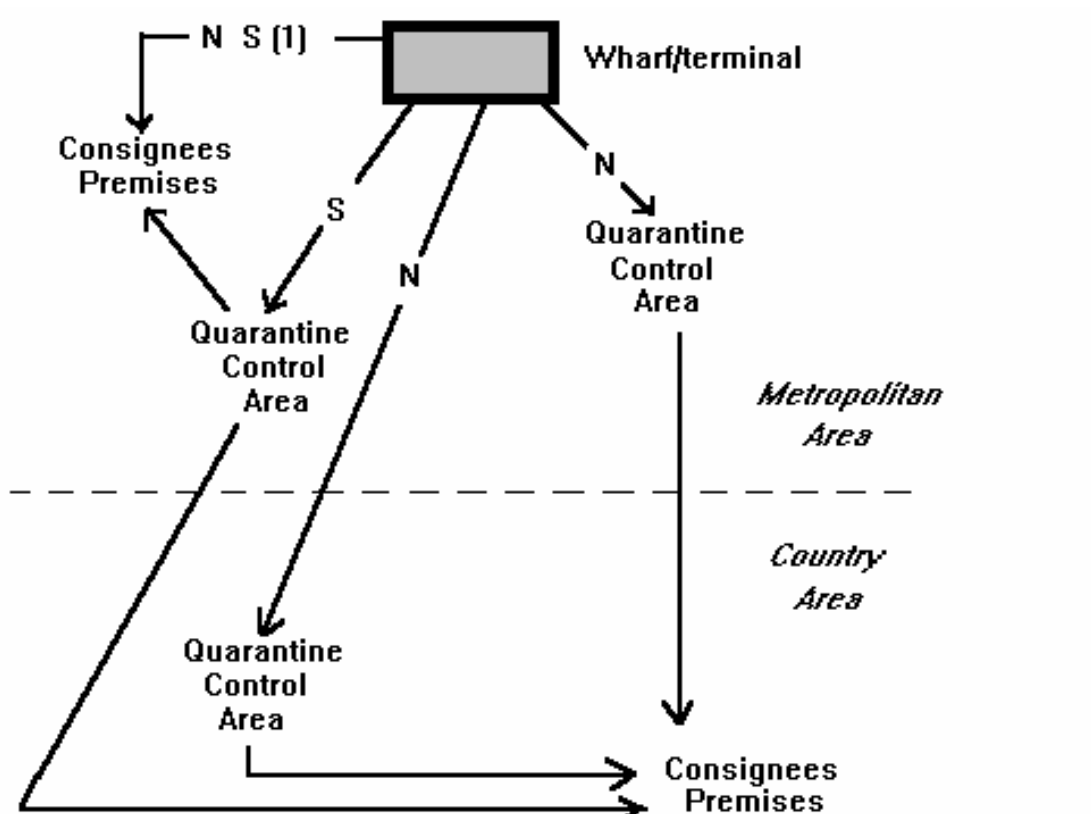 N S (1)
Wharf/terminal
Consignees
Premises
N
S
Quarantine
Control
Area
N
Quarantine
Control
Area
Metropolitan
Area
Country
Area
Quarantine
Control
Area
Consignees
Premises